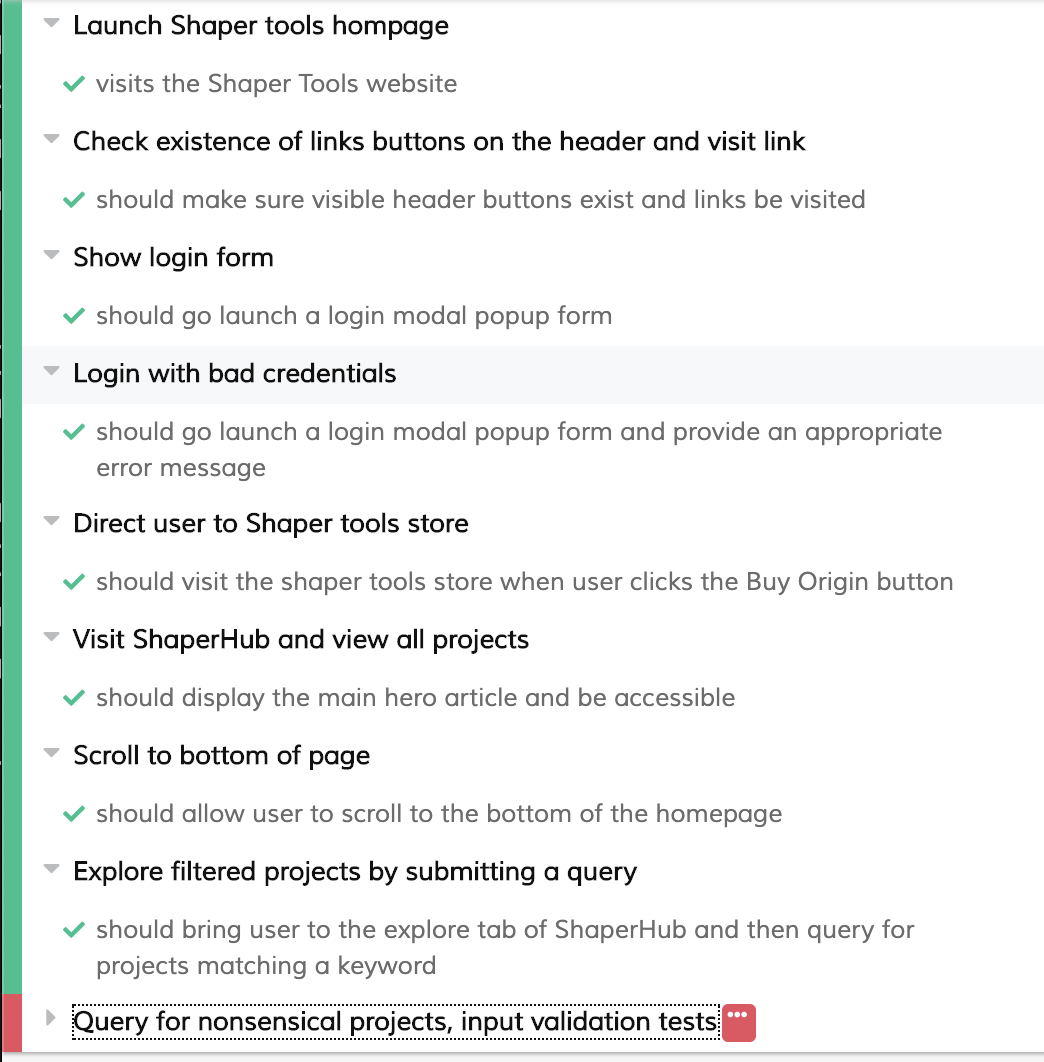 Launch Shaper tools hompage
visits the Shaper Tools website
Check existence of links buttons on the header and visit link
should make sure visible header buttons exist and links be visited
Show login form
should go launch a login modal popup form
Login with bad credentials
should go launch a login modal popup form and provide an appropriate
error message
Direct user to Shaper tools store
should visit the shaper tools store when user clicks the Buy Origin button
Visit ShaperHub and view all projects
should display the main hero article and be accessible
Scroll to bottom of page
should allow user to scroll to the bottom of the homepage
Explore filtered projects by submitting a query
should bring user to the explore tab of ShaperHub and then query for
projects matching a keyword
Query for nonsensical projects, input validation tests